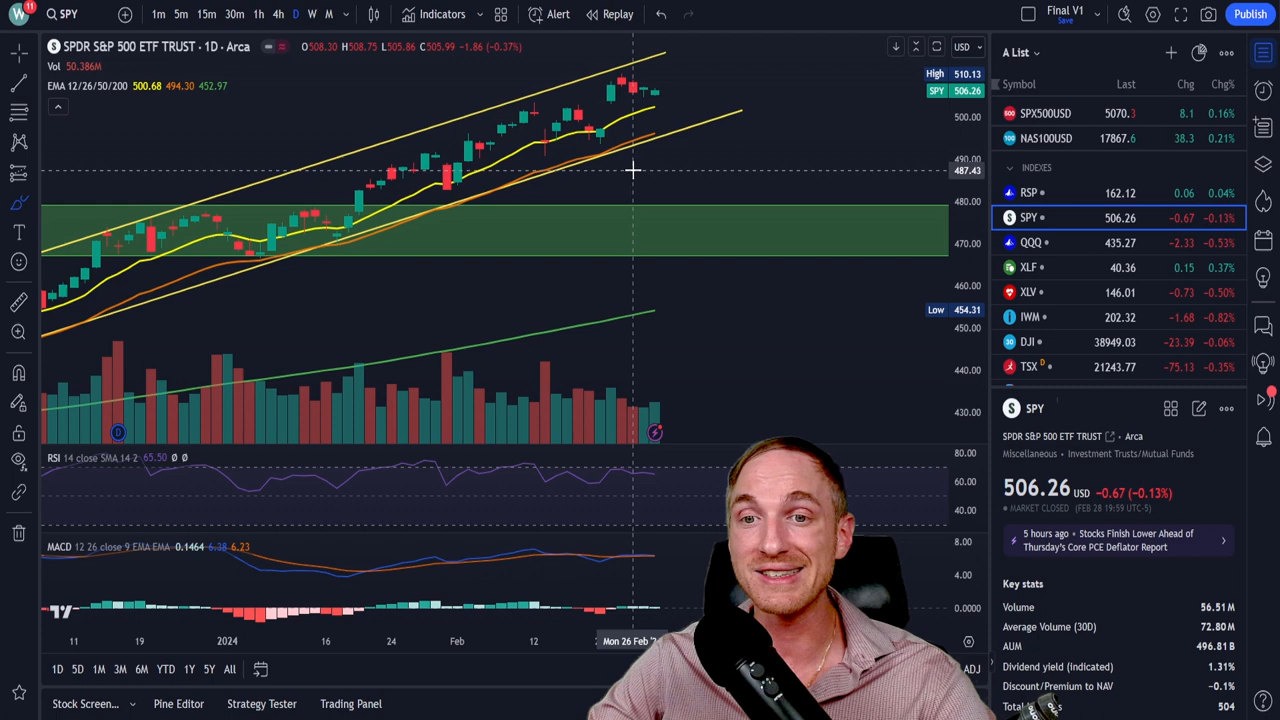 W 11 SPY 1m 5m 15m 30m 1h 4h D W M Indicators Alert Replay Final V1 Save Publish
S SPDR S&P 500 ETF TRUST · 1D · Arca O508.30 H508.75 L505.86 C505.99 -1.86 (-0.37%) USD
Vol 50.386M
EMA 12/26/50/200 500.68 494.30 452.97
High 510.13
SPY 506.26
500.00
490.00
487.43
480.00
470.00
460.00
Low 454.31
450.00
440.00
430.00
D
RSI 14 close SMA 14 2 65.50 Ø Ø
80.00
60.00
40.00
MACD 12 26 close 9 EMA EMA 0.1464 6.38 6.23
8.00
4.00
0.0000
11 19 2024 16 24 Feb 12 Mon 26 Feb '2
1D 5D 1M 3M 6M YTD 1Y 5Y All ADJ
Stock Screen... Pine Editor Strategy Tester Trading Panel
A List
Symbol Last Chg Chg%
500 SPX500USD 5070.3 8.1 0.16%
100 NAS100USD 17867.6 38.3 0.21%
INDEXES
RSP 162.12 0.06 0.04%
S SPY 506.26 -0.67 -0.13%
QQQ 435.27 -2.33 -0.53%
XLF 40.36 0.15 0.37%
XLV 146.01 -0.73 -0.50%
IWM 202.32 -1.68 -0.82%
30 DJI 38949.03 -23.39 -0.06%
TSX D 21243.77 -75.13 -0.35%
S SPY
SPDR S&P 500 ETF TRUST Arca
Miscellaneous · Investment Trusts/Mutual Funds
506.26 USD -0.67 (-0.13%)
MARKET CLOSED (FEB 28 19:59 UTC-5)
5 hours ago · Stocks Finish Lower Ahead of
Thursday's Core PCE Deflator Report
Key stats
Volume 56.51M
Average Volume (30D) 72.80M
AUM 496.81B
Dividend yield (indicated) 1.31%
Discount/Premium to NAV -0.1%
504